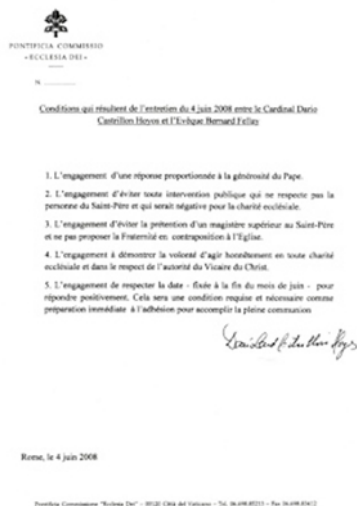 PONTIFICIA COMMISSIO
«ECCLESIA DEI»
N.
Conditions qui résultent de l'entretien du 4 juin 2008 entre le Cardinal Dario
Castrillon Hoyos et l'Evêque Bernard Fellay
1. L'engagement d'une réponse proportionnée à la générosité du Pape.
2. L'engagement d'éviter toute intervention publique qui ne respecte pas la
personne du Saint-Père et qui serait négative pour la charité ecclésiale.
3. L'engagement d'éviter la prétention d'un magistère supérieur au Saint-Père
et ne pas proposer la Fraternité en contraposition à l'Eglise.
4. L'engagement à démontrer la volonté d'agir honnêtement en toute charité
ecclésiale et dans le respect de l'autorité du Vicaire du Christ.
5. L'engagement de respecter la date - fixée à la fin du mois de juin - pour
répondre positivement. Cela sera une condition requise et nécessaire comme
préparation immédiate à l'adhésion pour accomplir la pleine communion
Rome, le 4 juin 2008
Pontificia Commissione "Ecclesia Dei" - 00120 Città del Vaticano - Tel.